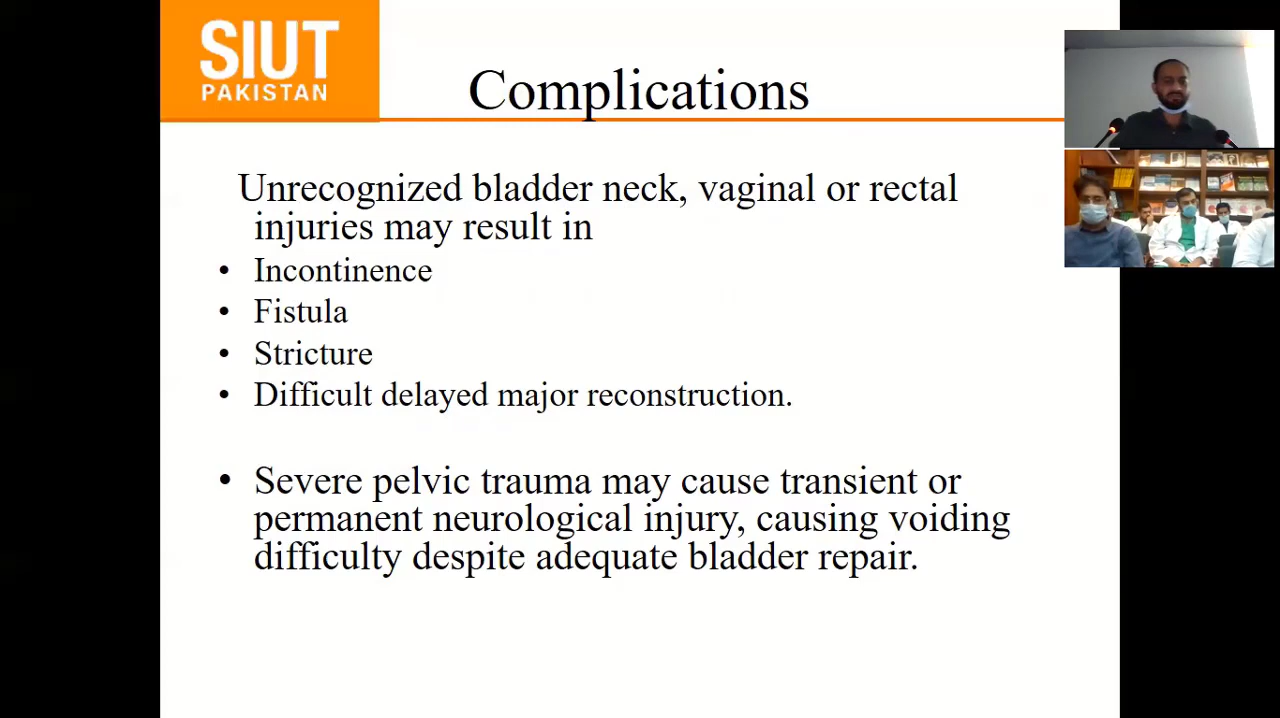 SIUT
PAKISTAN
Complications
Unrecognized bladder neck, vaginal or rectal
injuries may result in
• Incontinence
• Fistula
• Stricture
• Difficult delayed major reconstruction.
• Severe pelvic trauma may cause transient or
permanent neurological injury, causing voiding
difficulty despite adequate bladder repair.